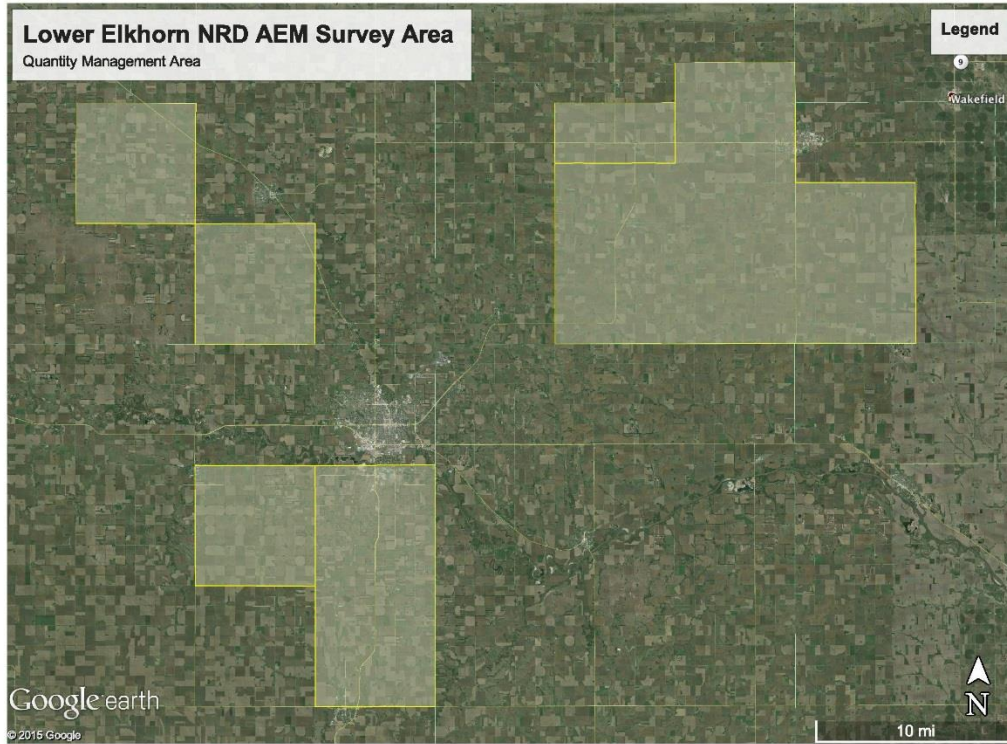 Lower Elkhorn NRD AEM Survey Area
Quantity Management Area
Legend
9
Wakefield
N
Google earth
© 2015 Google
10 mi